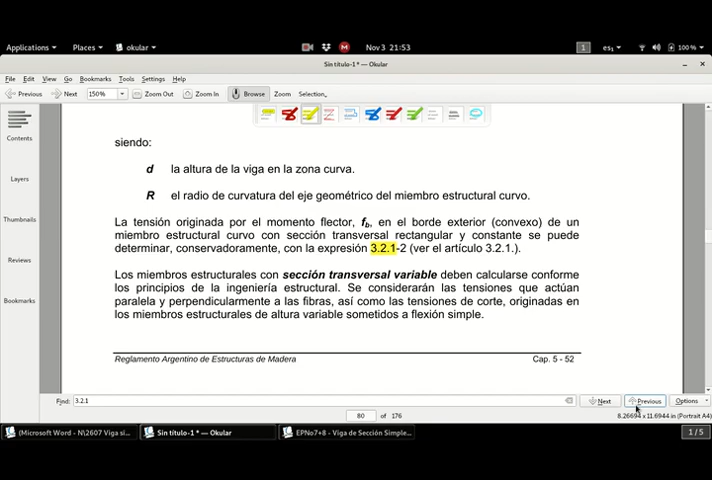 Applications Places okular Nov 3 21:53 1 es₁ 100 %
Sin título-1 * — Okular
File Edit View Go Bookmarks Tools Settings Help
Previous Next 150% Zoom Out Zoom In Browse Zoom Selection
Contents
Layers
Thumbnails
Reviews
Bookmarks
siendo:
d la altura de la viga en la zona curva.
R el radio de curvatura del eje geométrico del miembro estructural curvo.
La tensión originada por el momento flector, fb, en el borde exterior (convexo) de un
miembro estructural curvo con sección transversal rectangular y constante se puede
determinar, conservadoramente, con la expresión 3.2.1-2 (ver el artículo 3.2.1.).
Los miembros estructurales con sección transversal variable deben calcularse conforme
los principios de la ingeniería estructural. Se considerarán las tensiones que actúan
paralela y perpendicularmente a las fibras, así como las tensiones de corte, originadas en
los miembros estructurales de altura variable sometidos a flexión simple.
Reglamento Argentino de Estructuras de Madera Cap. 5 - 52
Find: 3.2.1 Next Previous Options
80 of 176 8.26694 x 11.6944 in (Portrait A4)
(Microsoft Word - N\2607 Viga si... Sin título-1 * — Okular EPNo7+8 - Viga de Sección Simple... 1 / 5